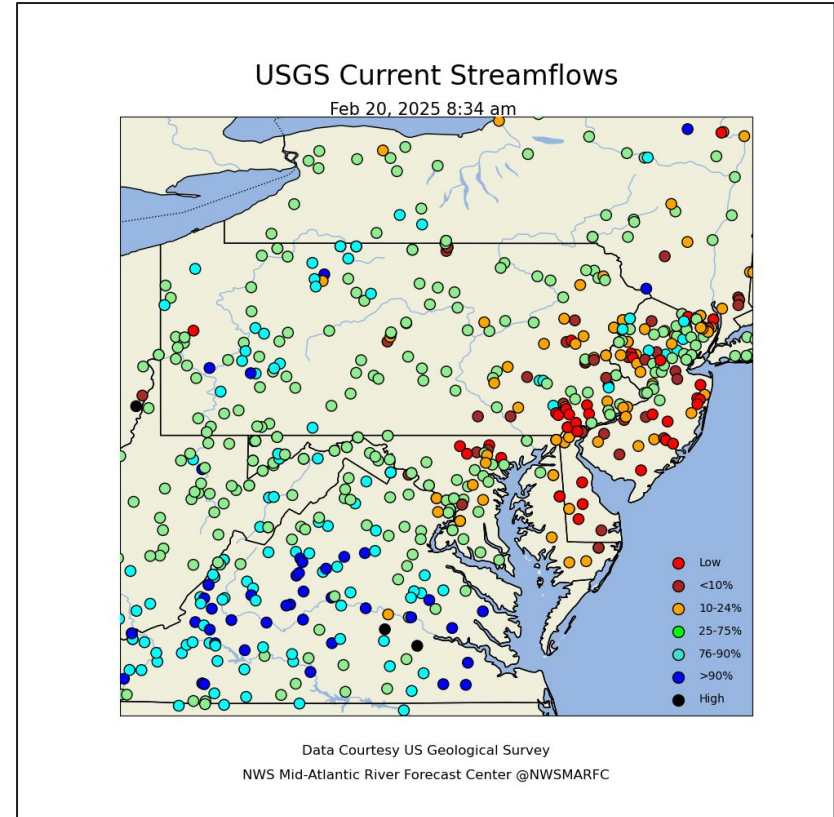 USGS Current Streamflows
Feb 20, 2025 8:34 am
Low
<10%
10-24%
25-75%
76-90%
>90%
High
Data Courtesy US Geological Survey
NWS Mid-Atlantic River Forecast Center @NWSMARFC